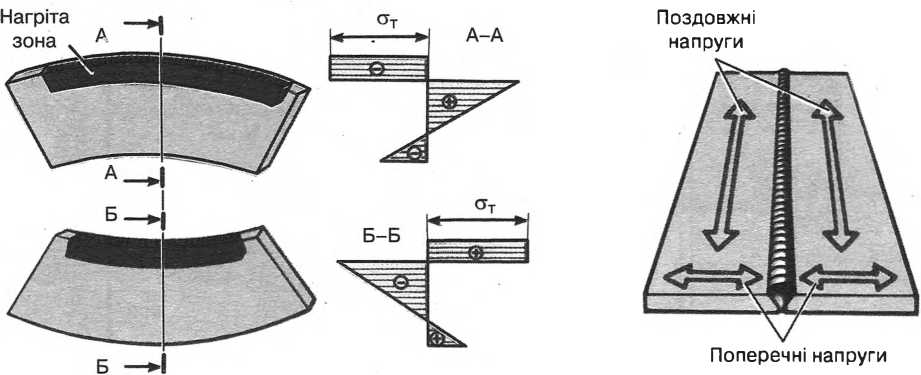 Нагріта
зона
А
σт
А–А
А
Б
Б–Б
σт
Б
Поздовжні
напруги
Поперечні напруги